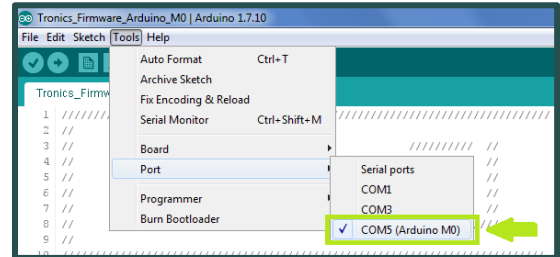 Tronics_Firmware_Arduino_M0 | Arduino 1.7.10
File Edit Sketch Tools Help
Auto Format Ctrl+T
Archive Sketch
Fix Encoding & Reload
Serial Monitor Ctrl+Shift+M
Board
Port
Programmer
Burn Bootloader
Serial ports
COM1
COM3
COM5 (Arduino M0)
Tronics_Firmw
1 ////////
2 //
3 // ////////// //
4 // //
5 // //
6 // //
7 // //
8 // //
9 //
10